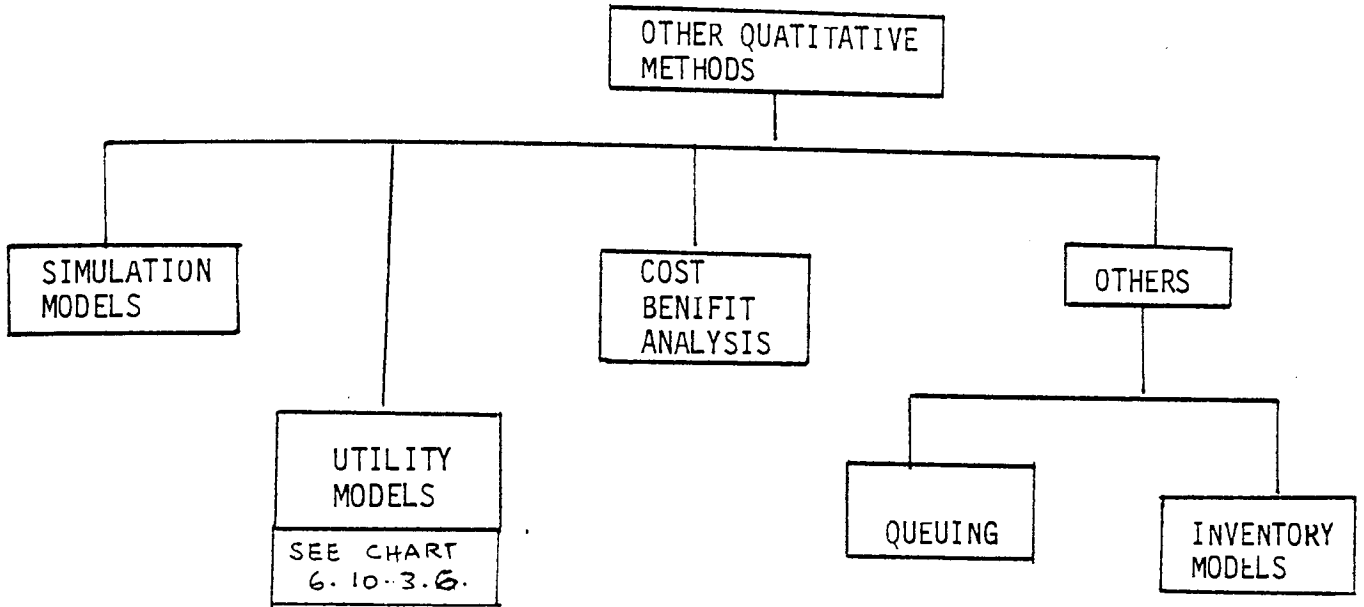 OTHER QUATITATIVE
METHODS
SIMULATION
MODELS
COST
BENIFIT
ANALYSIS
OTHERS
UTILITY
MODELS
SEE CHART
6.10.3.6.
QUEUING
INVENTORY
MODELS